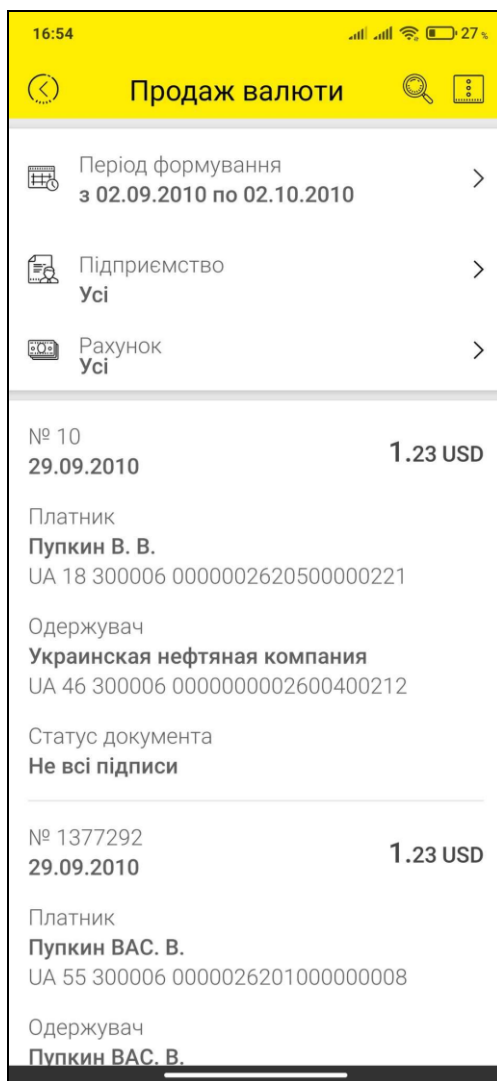 16:54
27%
Продаж валюти
Період формування
з 02.09.2010 по 02.10.2010
Підприємство
Усі
Рахунок
Усі
№ 10
1.23 USD
29.09.2010
Платник
Пупкин В. В.
UA 18 300006 0000002620500000221
Одержувач
Украинская нефтяная компания
UA 46 300006 0000000002600400212
Статус документа
Не всі підписи
№ 1377292
1.23 USD
29.09.2010
Платник
Пупкин ВАС. В.
UA 55 300006 0000026201000000008
Одержувач
Пупкин ВАС. В.